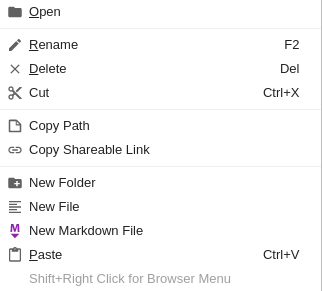 Open
Rename F2
Delete Del
Cut Ctrl+X
Copy Path
Copy Shareable Link
New Folder
New File
M New Markdown File
Paste Ctrl+V
Shift+Right Click for Browser Menu